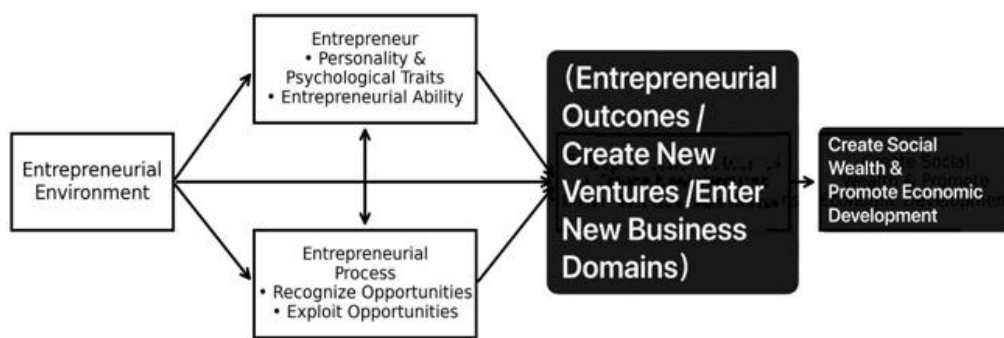 Entrepreneur
• Personality &
Psychological Traits
• Entrepreneurial Ability
Entrepreneurial
Environment
Entrepreneurial
Process
• Recognize Opportunities
• Exploit Opportunities
(Entrepreneurial
Outcomes /
Create New
Ventures /Enter
New Business
Domains)
Create Social
Wealth &
Promote Economic
Development